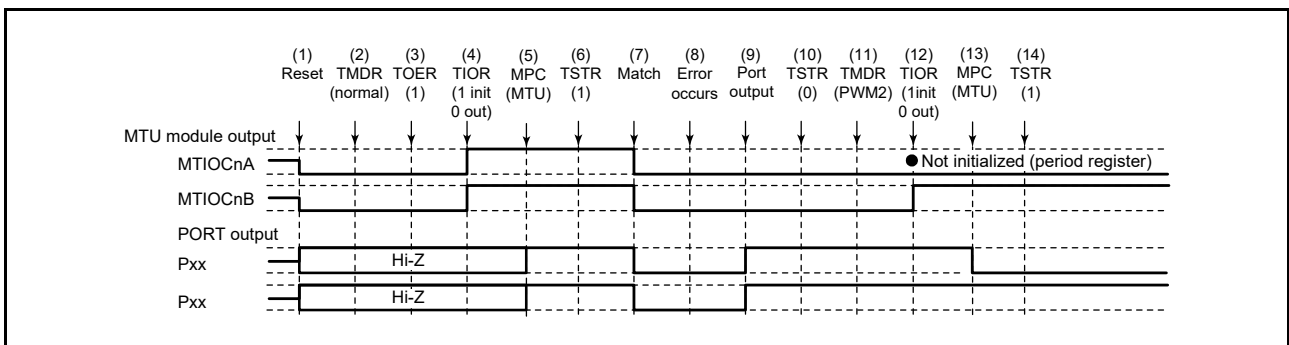 (1) (2) (3) (4) (5) (6) (7) (8) (9) (10) (11) (12) (13) (14)
Reset TMDR TOER TIOR MPC TSTR Match Error Port TSTR TMDR TIOR MPC TSTR
(normal) (1) (1 init (MTU) (1) occurs output (0) (PWM2) (1init (MTU) (1)
0 out) 0 out)
MTU module output
MTIOCnA ●Not initialized (period register)
MTIOCnB
PORT output
Pxx Hi-Z
Pxx Hi-Z